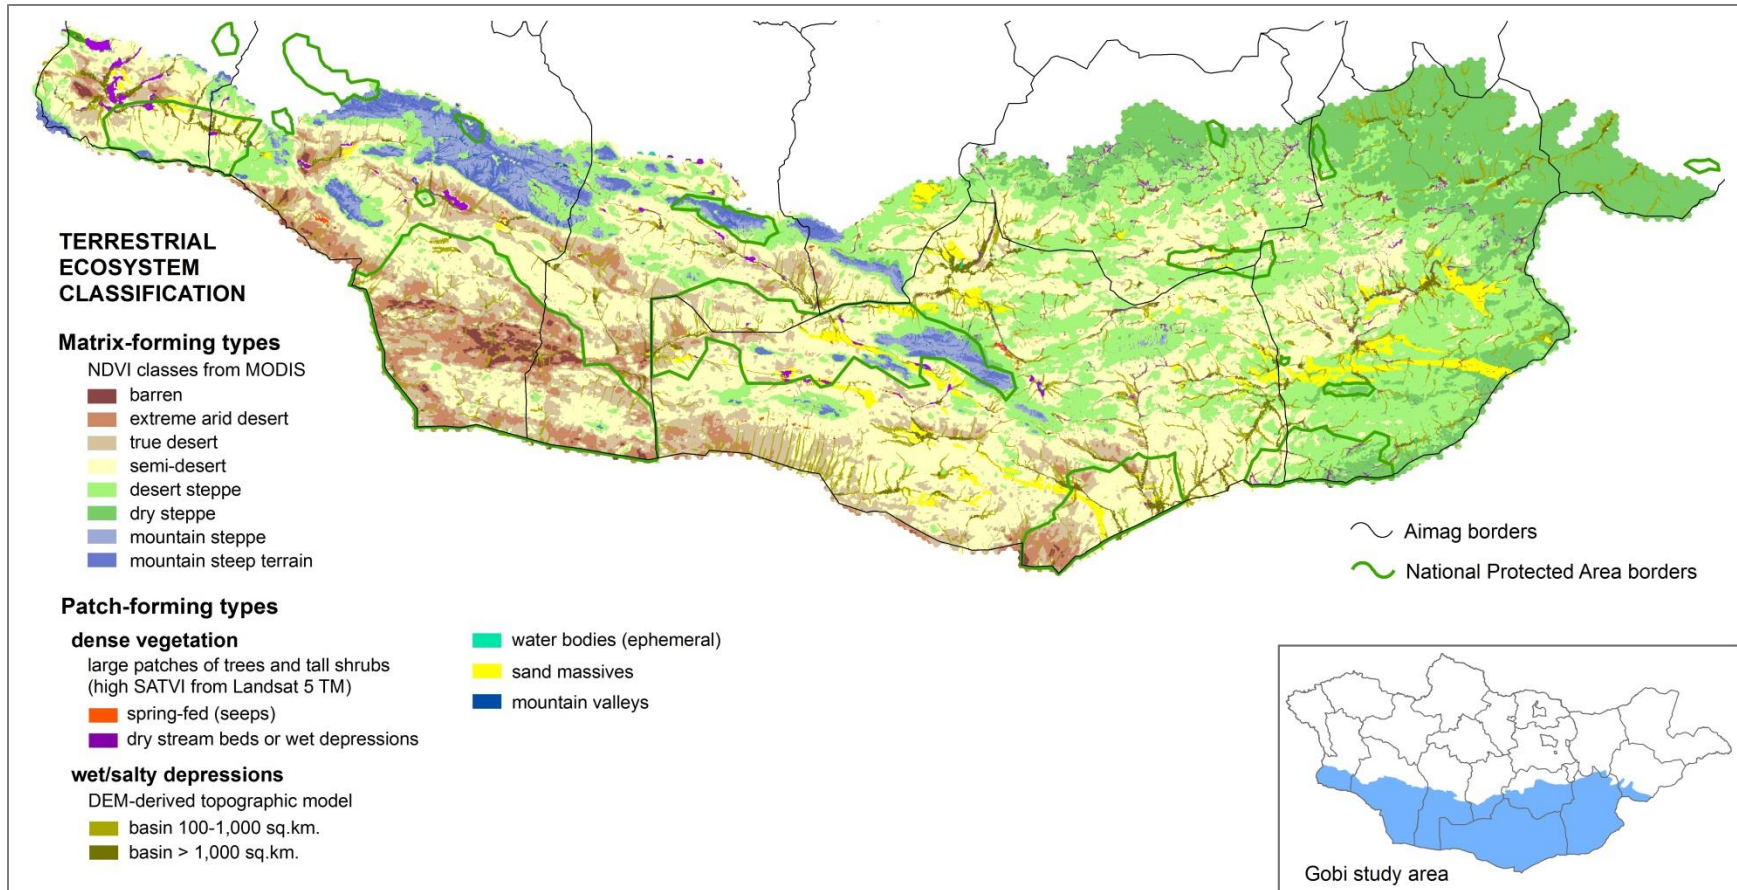 TERRESTRIAL
ECOSYSTEM
CLASSIFICATION
Matrix-forming types
NDVI classes from MODIS
barren
extreme arid desert
true desert
semi-desert
desert steppe
dry steppe
mountain steppe
mountain steep terrain
Patch-forming types
dense vegetation
large patches of trees and tall shrubs
(high SATVI from Landsat 5 TM)
spring-fed (seeps)
dry stream beds or wet depressions
wet/salty depressions
DEM-derived topographic model
basin 100-1,000 sq.km.
basin > 1,000 sq.km.
water bodies (ephemeral)
sand massives
mountain valleys
Aimag borders
National Protected Area borders
Gobi study area